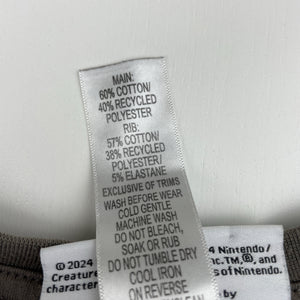 MAIN:
60% COTTON/
40% RECYCLED
POLYESTER
RIB:
57% COTTON/
38% RECYCLED
POLYESTER/
5% ELASTANE
EXCLUSIVE OF TRIMS
WASH BEFORE WEAR
COLD GENTLE
MACHINE WASH
DO NOT BLEACH,
SOAK OR RUB
DO NOT TUMBLE DRY
COOL IRON
ON REVERSE
© 2024
Creature
character
4 Nintendo/
nc.™, ®, and
s of Nintendo.